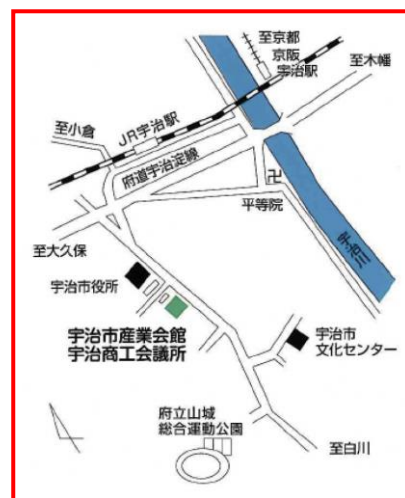 至京都
京阪
宇治駅
至木幡
JR宇治駅
至小倉
府道宇治淀線
平等院
卍
宇治川
至大久保
宇治市役所
宇治市産業会館
宇治商工会議所
宇治市
文化センター
府立山城
総合運動公園
至白川